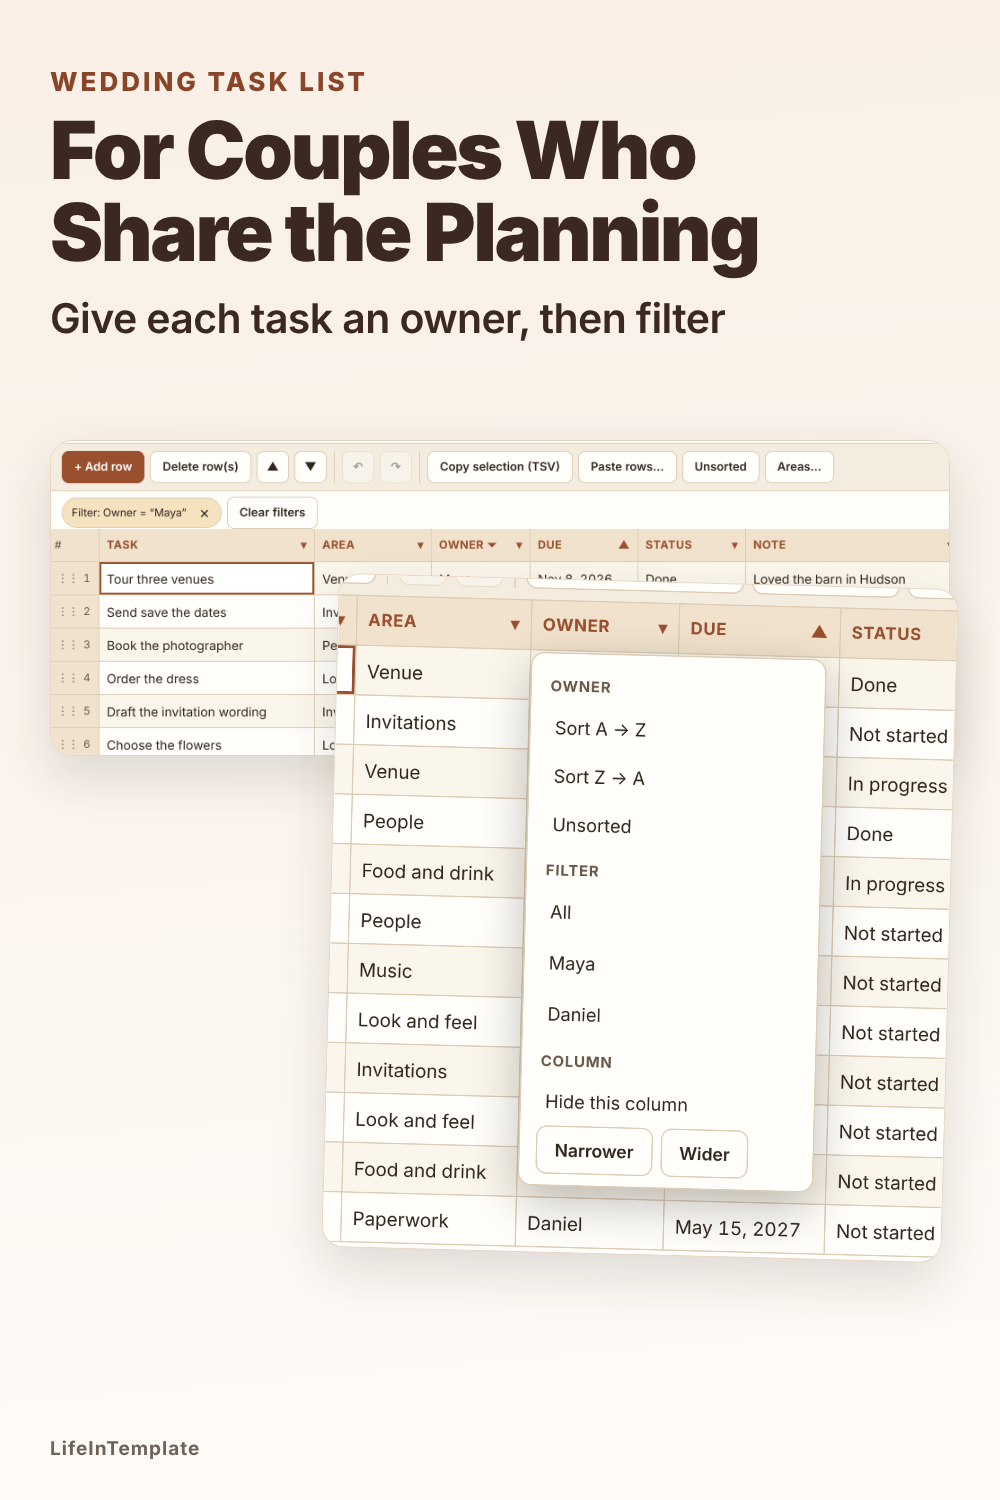 WEDDING TASK LIST
For Couples Who
Share the Planning
Give each task an owner, then filter
+ Add row Delete row(s) ▲ ▼ ↶ ↷ Copy selection (TSV) Paste rows... Unsorted Areas...
Filter: Owner = "Maya" ✕ Clear filters
# TASK ▼ AREA ▼ OWNER ▼ DUE ▲ STATUS ▼ NOTE
1 Tour three venues Nov 8, 2026 Done Loved the barn in Hudson
2 Send save the dates
3 Book the photographer
4 Order the dress
5 Draft the invitation wording
6 Choose the flowers
AREA ▼ OWNER ▼ DUE ▲ STATUS
Venue Done
Invitations Not started
Venue In progress
People Done
Food and drink In progress
People Not started
Music Not started
Look and feel Not started
Invitations Not started
Look and feel Not started
Food and drink Not started
Paperwork Daniel May 15, 2027 Not started
OWNER
Sort A → Z
Sort Z → A
Unsorted
FILTER
All
Maya
Daniel
COLUMN
Hide this column
Narrower Wider
LifeInTemplate